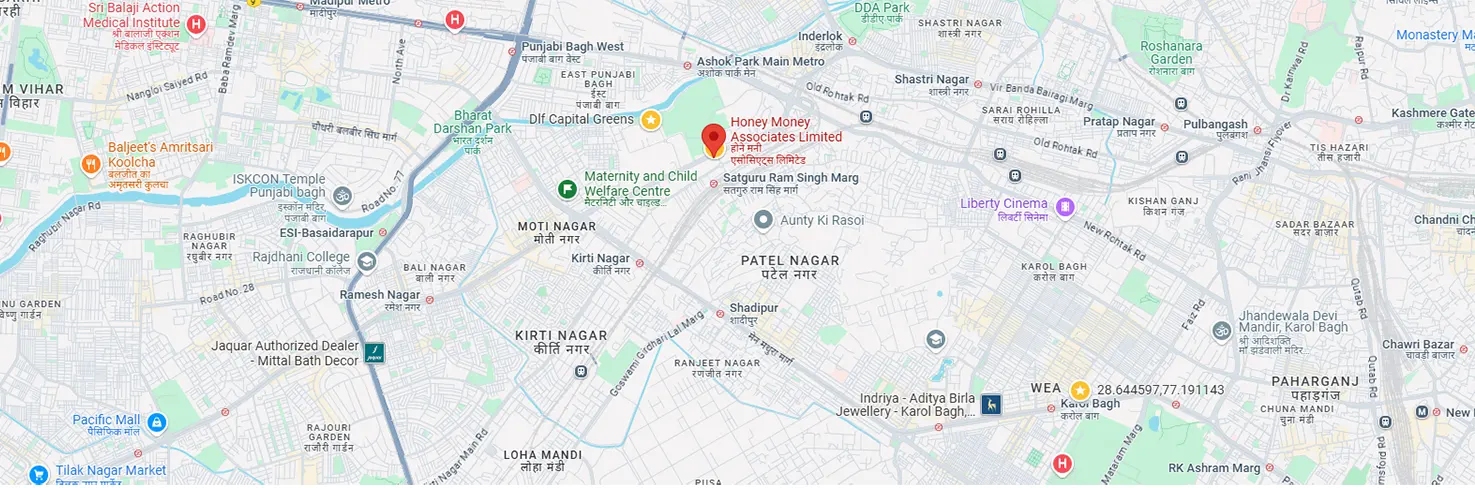 Sri Balaji Action
Medical Institute
श्री बालाजी एक्शन
मेडिकल इंस्टिट्यूट
Madipur Metro
मादीपुर
Punjabi Bagh West
पंजाबी बाग वेस्ट
North Ave
Baba Ramdev Marg
Nangloi Saiyed Rd
चौधरी बलबीर सिंह मार्ग
EAST PUNJABI
BAGH
ईस्ट
पंजाबी बाग
Dlf Capital Greens
Ashok Park Main Metro
अशोक पार्क मेन
Inderlok
इंद्रलोक
DDA Park
डीडीए पार्क
SHASTRI NAGAR
शास्त्री नगर
Shastri Nagar
शास्त्री नगर
Old Rohtak Rd
Vir Banda Bairagi Marg
SARAI ROHILLA
सराय रोहिल्ला
Old Rohtak Rd
Roshanara
Garden
रोशनारा बाग
Dr Karnwal Rd
Rajpur Rd
Monastery
Kashmere Gate
Pratap Nagar
प्रताप नगर
Pulbangash
पुलबंगश
TIS HAZARI
तीस हजारी
Rani Jhansi Flyover
Honey Money
Associates Limited
होने मनी
एसोसिएट्स लिमिटेड
Satguru Ram Singh Marg
सतगुरु राम सिंह मार्ग
Bharat
Darshan Park
भारत दर्शन
पार्क
M VIHAR
विहार
Baljeet's Amritsari
Koolcha
बलजीत का
अमृतसरी कुलचा
ISKCON Temple
Punjabi bagh
इस्कॉन मंदिर,
पंजाबी बाग
Road No. 77
Maternity and Child
Welfare Centre
मैटरनिटी और चाइल्ड...
Aunty Ki Rasoi
Liberty Cinema
लिबर्टी सिनेमा
KISHAN GANJ
किशन गंज
New Rohtak Rd
SADAR BAZAAR
सदर बाजार
Chandni
Raghubir Nagar Rd
RAGHUBIR
NAGAR
रघुबीर नगर
ESI-Basaidarapur
Rajdhani College
राजधानी कॉलेज
MOTI NAGAR
मोती नगर
BALI NAGAR
बाली नगर
Kirti Nagar
कीर्ति नगर
PATEL NAGAR
पटेल नगर
KAROL BAGH
करोल बाग
Road No. 28
Ramesh Nagar
रमेश नगर
Shadipur
शादीपुर
मेन मथुरा मार्ग
Goswami Girdhari Lal Marg
KIRTI NAGAR
कीर्ति नगर
Faiz Rd
Qutab Rd
Jhandewala Devi
Mandir, Karol Bagh
श्री आदिशक्ति
माँ झंडेवाली मंदिर...
Chawri Bazar
चावड़ी बाज़ार
NU GARDEN
गार्डन
Jaquar Authorized Dealer
- Mittal Bath Decor
RANJEET NAGAR
रणजीत नगर
Indriya - Aditya Birla
Jewellery - Karol Bagh,...
WEA
28.644597,77.191143
Karol Bagh
करोल बाग
PAHARGANJ
पहाड़गंज
CHUNA MANDI
चुना मंडी
Qutab Rd
Pacific Mall
पैसिफिक मॉल
RAJOURI
GARDEN
राजौरी गार्डन
Tilak Nagar Market
LOHA MANDI
लोहा मंडी
PUSA
RK Ashram Marg